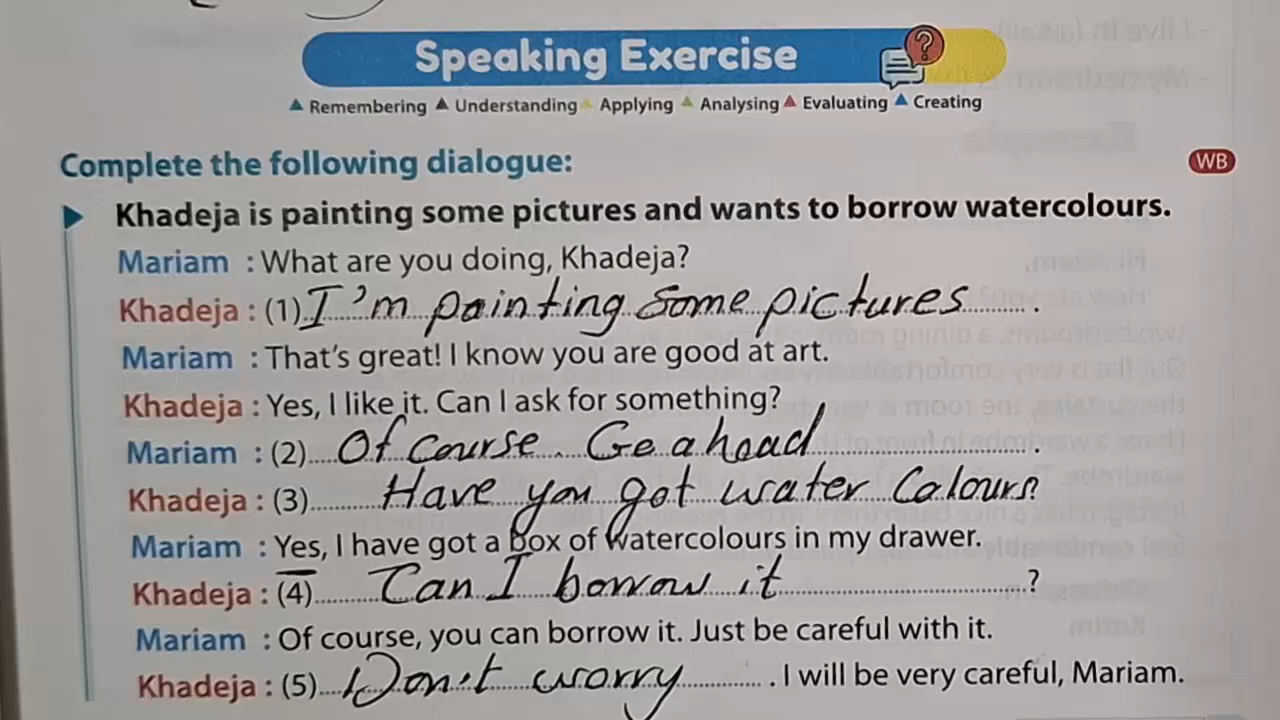 Speaking Exercise
Remembering Understanding Applying Analysing Evaluating Creating
Complete the following dialogue:
WB
Khadeja is painting some pictures and wants to borrow watercolours.
Mariam : What are you doing, Khadeja?
Khadeja : (1) I'm painting some pictures .
Mariam : That's great! I know you are good at art.
Khadeja : Yes, I like it. Can I ask for something?
Mariam : (2) Of course. Go ahead .
Khadeja : (3) Have you got water Colours?
Mariam : Yes, I have got a box of watercolours in my drawer.
Khadeja : (4) Can I borrow it ?
Mariam : Of course, you can borrow it. Just be careful with it.
Khadeja : (5) Don't worry . I will be very careful, Mariam.